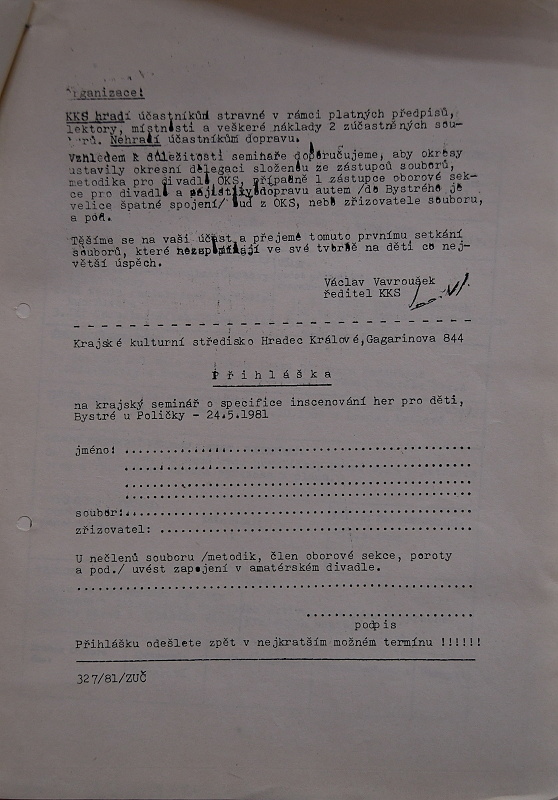 Organizace:
KKS hradí účastníkům stravné v rámci platných předpisů,
lektory, místnosti a veškeré náklady 2 zúčastněných sou-
borů. Nehradí účastníkům dopravu.
Vzhledem k důležitosti semináře doporučujeme, aby okresy
ustavily okresní delegaci složenou ze zástupců souborů,
metodika pro divadlo OKS, případně 1 zástupce oborové sek-
ce pro divadlo a zajistily dopravu autem /do Bystrého je
velice špatné spojení/ buď z OKS, nebo zřizovatele souboru,
a pod.
Těšíme se na vaši účast a přejeme tomuto prvnímu setkání
souborů, které nezapomínají ve své tvorbě na děti co nej-
větší úspěch.
Václav Vavroušek
ředitel KKS
Krajské kulturní středisko Hradec Králové,Gagarinova 844
P ř i h l á š k a
na krajský seminář o specifice inscenování her pro děti,
Bystré u Poličky - 24.5.1981
jméno:
soubor:
zřizovatel:
U nečlenů souboru /metodik, člen oborové sekce, poroty
a pod./ uvést zapojení v amatérském divadle.
podpis
Přihlášku odešlete zpět v nejkratším možném termínu !!!!!!
327/81/ZUČ